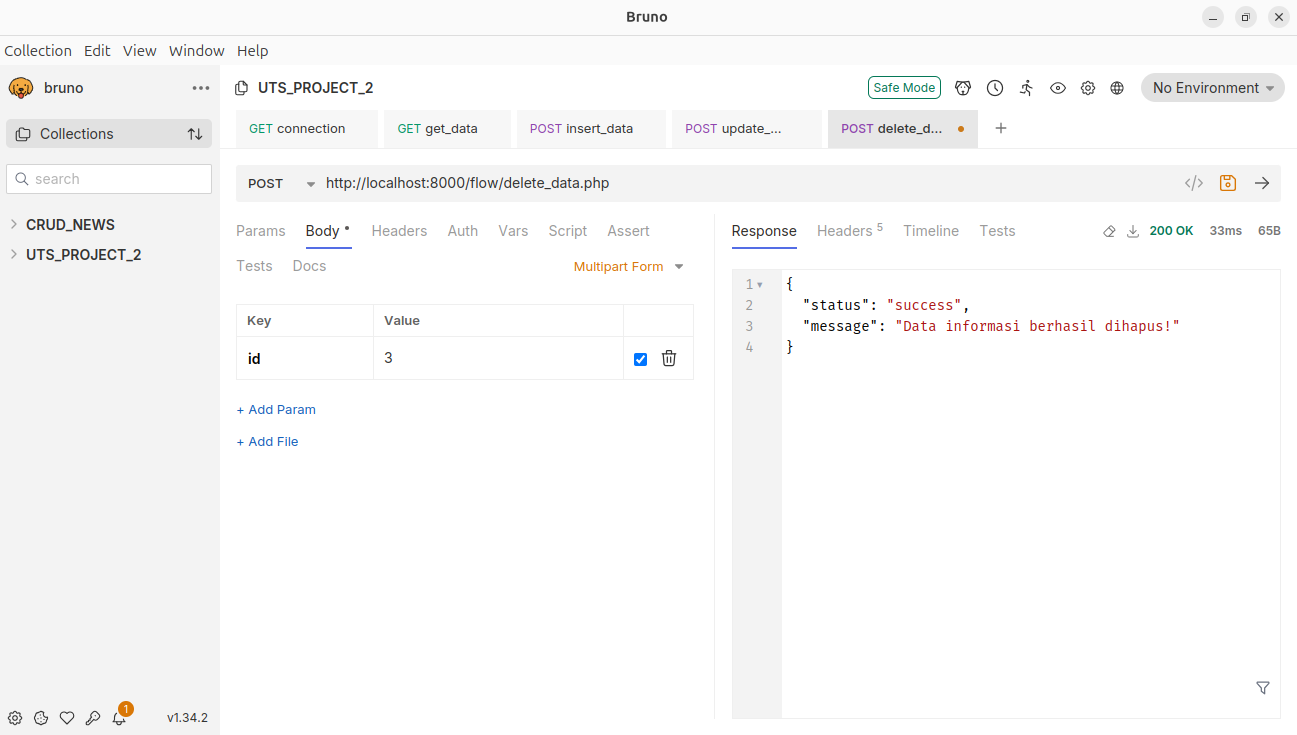 Bruno
Collection Edit View Window Help
bruno
UTS_PROJECT_2
Safe Mode
No Environment
Collections
GET connection
GET get_data
POST insert_data
POST update_...
POST delete_d...
search
POST
http://localhost:8000/flow/delete_data.php
CRUD_NEWS
UTS_PROJECT_2
Params Body Headers Auth Vars Script Assert
Tests Docs
Multipart Form
Key Value
id 3
+ Add Param
+ Add File
Response Headers 5 Timeline Tests
200 OK 33ms 65B
1 {
2 "status": "success",
3 "message": "Data informasi berhasil dihapus!"
4 }
1
v1.34.2